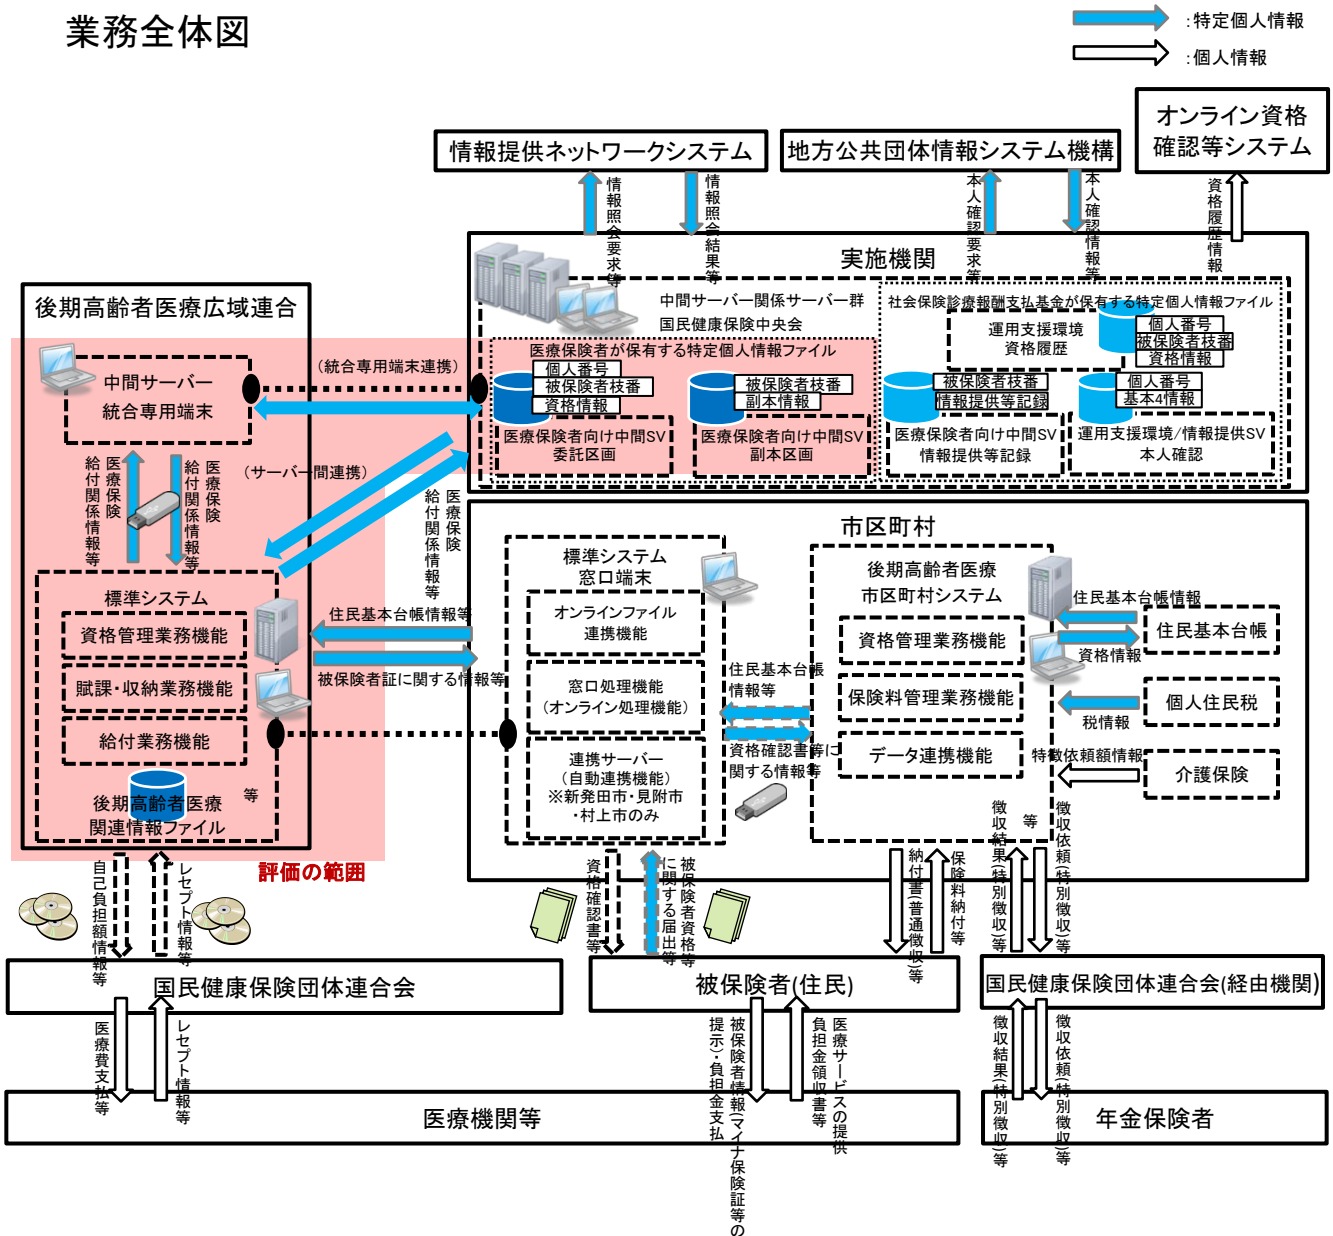 業務全体図
:特定個人情報
:個人情報
オンライン資格
確認等システム
情報提供ネットワークシステム
地方公共団体情報システム機構
情報照会要求等
情報照会結果等
本人確認要求等
本人確認情報等
資格履歴情報
実施機関
中間サーバー関係サーバー群
国民健康保険中央会
社会保険診療報酬支払基金が保有する特定個人情報ファイル
運用支援環境
資格履歴
個人番号
被保険者枝番
資格情報
医療保険者が保有する特定個人情報ファイル
個人番号
被保険者枝番
資格情報
医療保険者向け中間SV
委託区画
被保険者枝番
副本情報
医療保険者向け中間SV
副本区画
被保険者枝番
情報提供等記録
医療保険者向け中間SV
情報提供等記録
個人番号
基本4情報
運用支援環境/情報提供SV
本人確認
後期高齢者医療広域連合
中間サーバー
統合専用端末
(統合専用端末連携)
(サーバー間連携)
医療保険
給付関係情報等
医療保険
給付関係情報等
医療保険
給付関係情報等
標準システム
資格管理業務機能
賦課・収納業務機能
給付業務機能
等
後期高齢者医療
関連情報ファイル
評価の範囲
住民基本台帳情報等
被保険者証に関する情報等
市区町村
標準システム
窓口端末
オンラインファイル
連携機能
窓口処理機能
(オンライン処理機能)
連携サーバー
(自動連携機能)
※新発田市・見附市
・村上市のみ
住民基本台帳
情報等
資格確認書等に
関する情報等
後期高齢者医療
市区町村システム
資格管理業務機能
保険料管理業務機能
データ連携機能
住民基本台帳情報
資格情報
税情報
特徴依頼額情報
住民基本台帳
個人住民税
介護保険
自己負担額情報等
レセプト情報等
資格確認書等
被保険者資格等
に関する届出等
納付書(普通徴収)等
保険料納付等
徴収結果(特別徴収)等
等
徴収依頼(特別徴収)等
国民健康保険団体連合会
被保険者(住民)
国民健康保険団体連合会(経由機関)
医療費支払等
レセプト情報等
被保険者情報(マイナ保険証等の
提示)・負担金支払
医療サービスの提供
負担金領収書等
徴収結果(特別徴収)等
徴収依頼(特別徴収)等
医療機関等
年金保険者